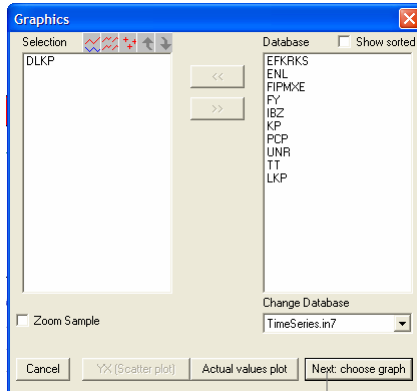 Graphics
Selection
Database
Show sorted
DLKP
<<
>>
EFKRKS
ENL
FIPMXE
FY
IBZ
KP
PCP
UNR
TT
LKP
Zoom Sample
Change Database
TimeSeries.in7
Cancel
YX (Scatter plot)
Actual values plot
Next: choose graph